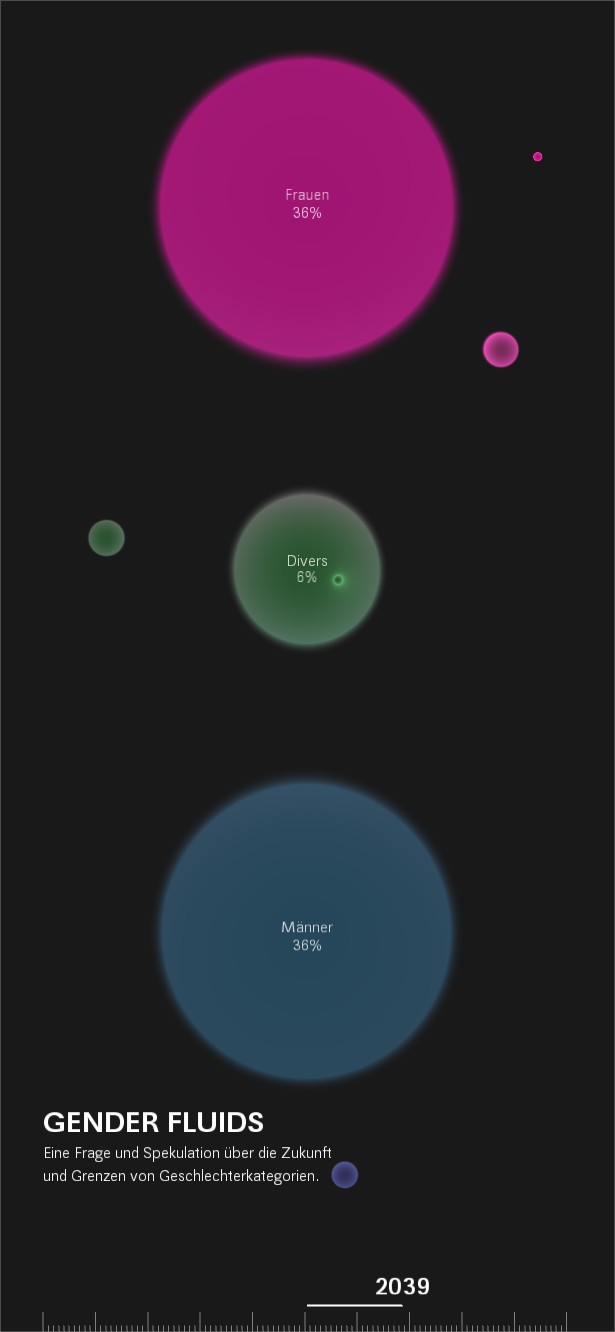 Frauen
36%
Divers
6%
Männer
36%
GENDER FLUIDS
Eine Frage und Spekulation über die Zukunft
und Grenzen von Geschlechterkategorien.
2039